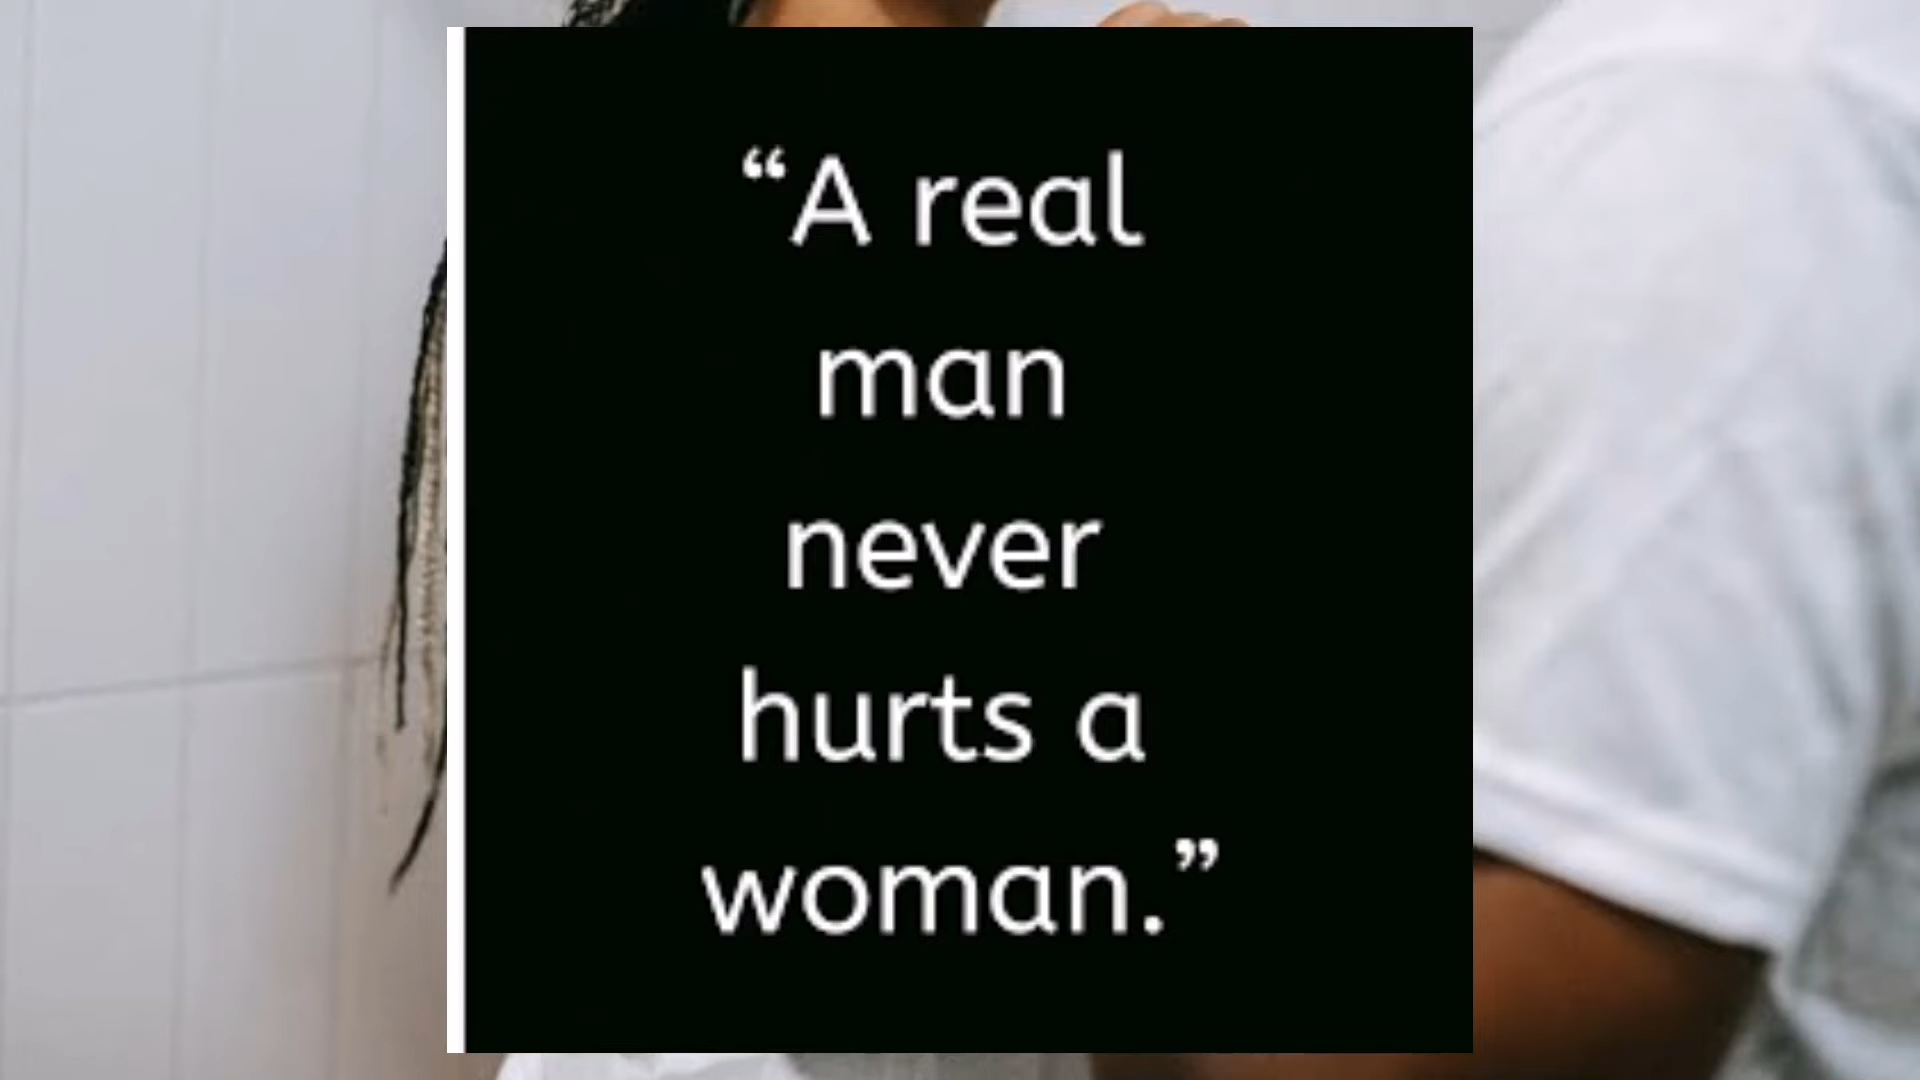 “A real
man
never
hurts a
woman.”